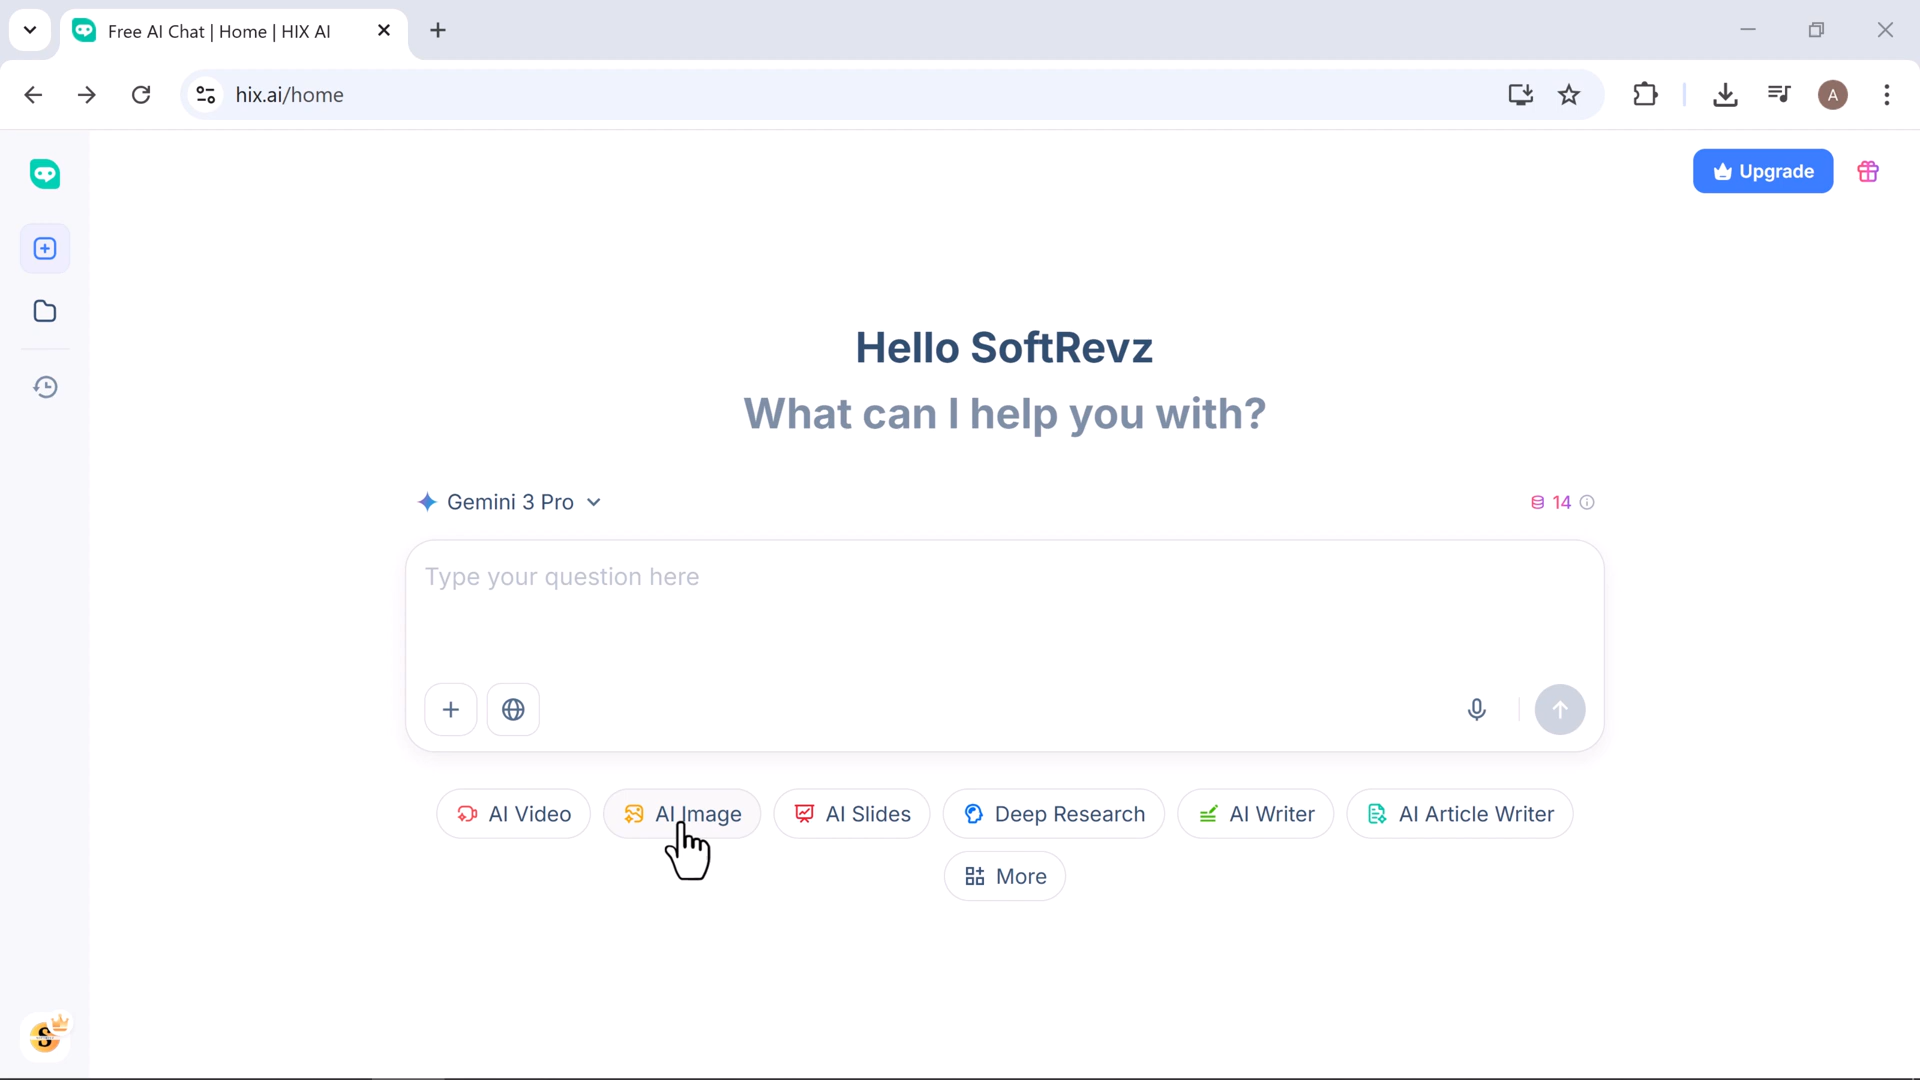 Free AI Chat | Home | HIX AI
hix.ai/home
A
Upgrade
Hello SoftRevz
What can I help you with?
Gemini 3 Pro
14
Type your question here
AI Video
AI Image
AI Slides
Deep Research
AI Writer
AI Article Writer
More
S